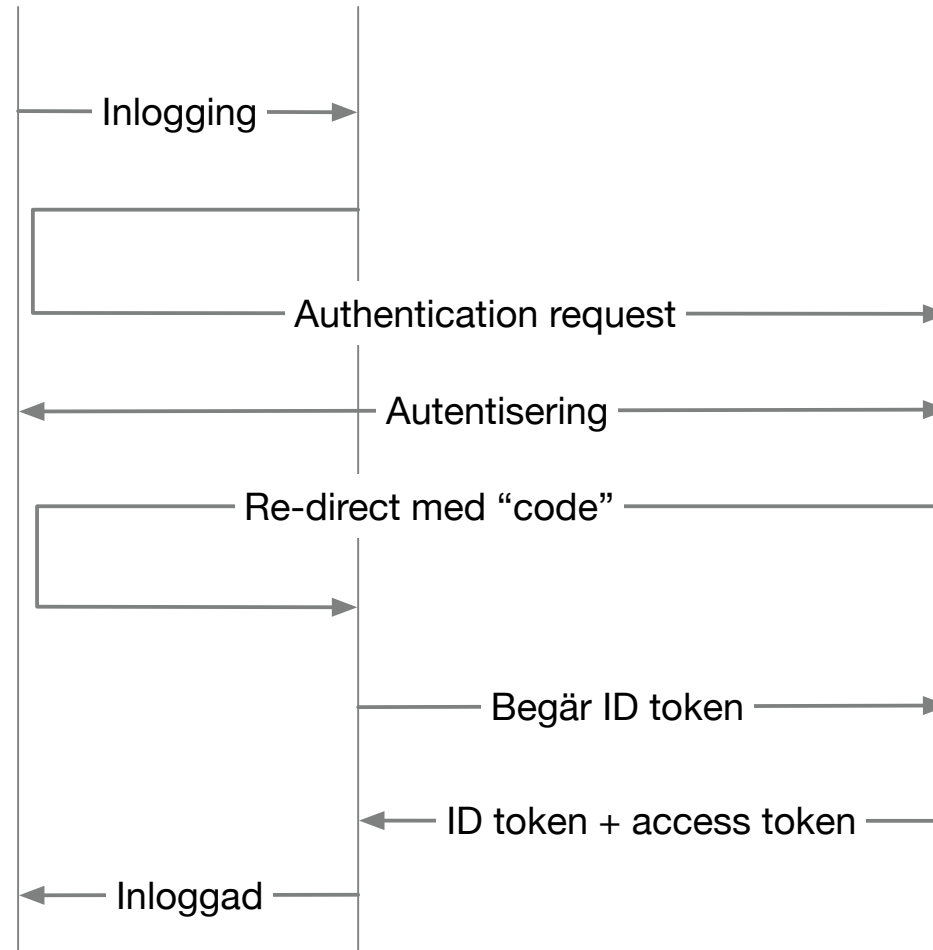 Inlogging
Authentication request
Autentisering
Re-direct med “code”
Begär ID token
ID token + access token
Inloggad